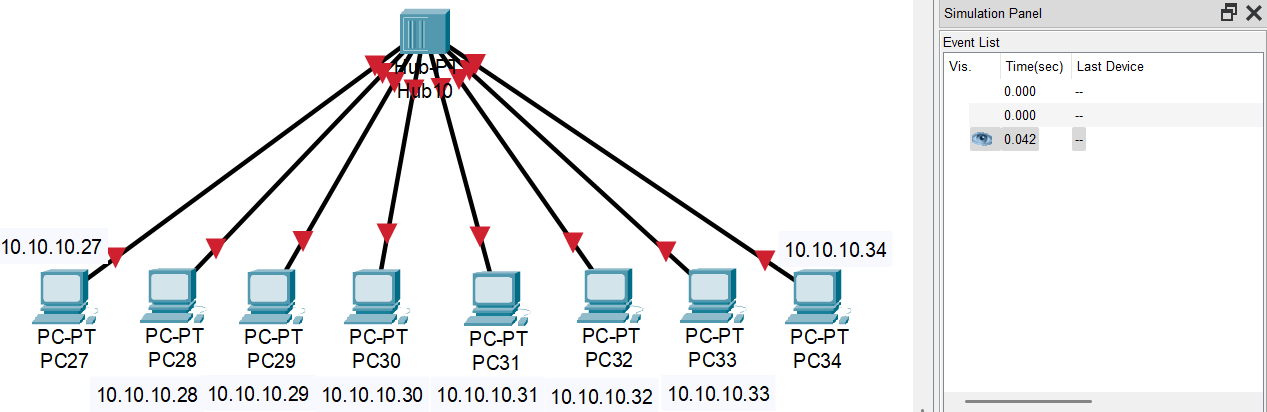 Hub-PT
Hub10
10.10.10.27
10.10.10.34
PC-PT
PC27
PC-PT
PC28
PC-PT
PC29
PC-PT
PC30
PC-PT
PC31
PC-PT
PC32
PC-PT
PC33
PC-PT
PC34
10.10.10.28
10.10.10.29
10.10.10.30
10.10.10.31
10.10.10.32
10.10.10.33
Simulation Panel
Event List
Vis. Time(sec) Last Device
0.000 --
0.000 --
0.042 --